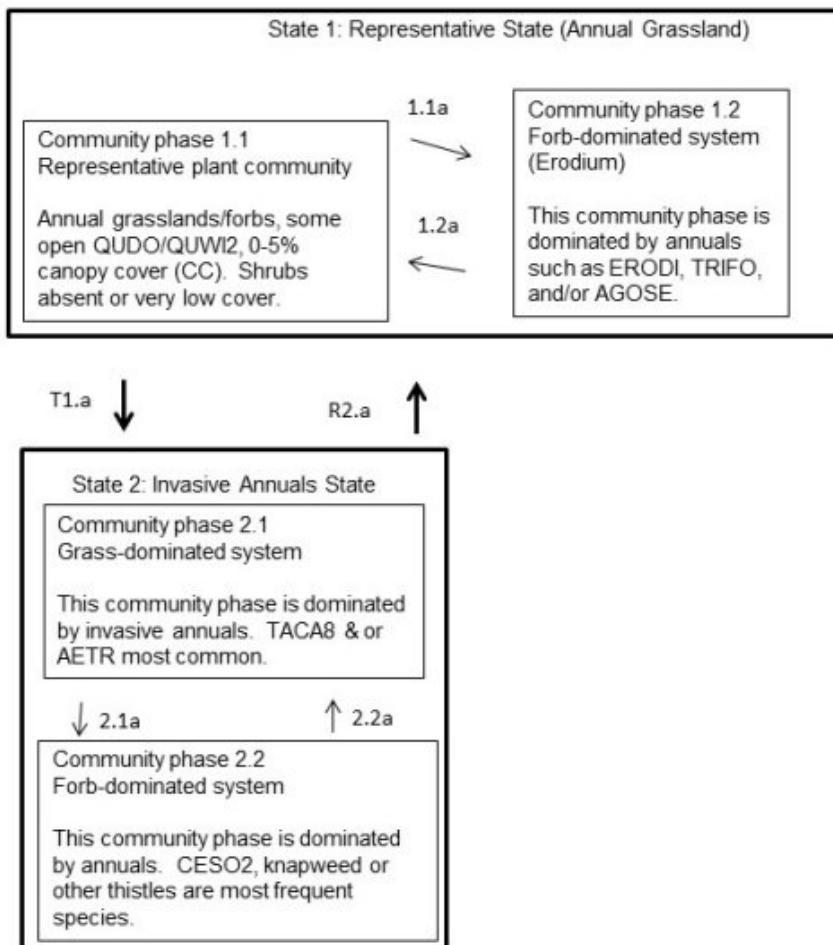 State 1: Representative State (Annual Grassland)
1.1a
Community phase 1.1
Representative plant community
Annual grasslands/forbs, some
open QUDO/QUWI2, 0-5%
canopy cover (CC). Shrubs
absent or very low cover.
1.2a
Community phase 1.2
Forb-dominated system
(Erodium)
This community phase is
dominated by annuals
such as ERODI, TRIFO,
and/or AGOSE.
T1.a
R2.a
State 2: Invasive Annuals State
Community phase 2.1
Grass-dominated system
This community phase is dominated
by invasive annuals. TACA8 & or
AETR most common.
2.1a
2.2a
Community phase 2.2
Forb-dominated system
This community phase is dominated
by annuals. CESO2, knapweed or
other thistles are most frequent
species.